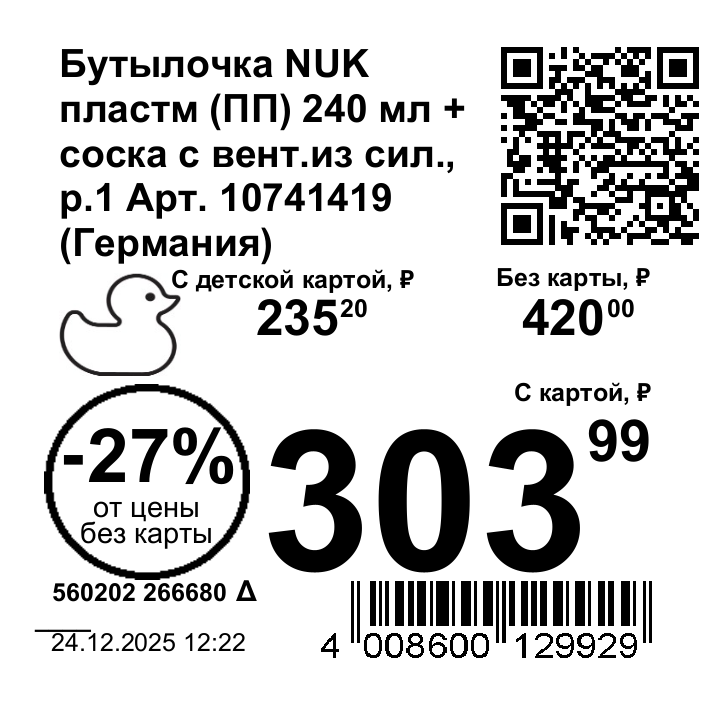 Бутылочка NUK
пластм (ПП) 240 мл +
соска с вент.из сил.,
р.1 Арт. 10741419
(Германия)
С детской картой, ₽
235 20
Без карты, ₽
420 00
С картой, ₽
303 99
-27%
от цены
без карты
560202 266680 Δ
24.12.2025 12:22
4 008600 129929